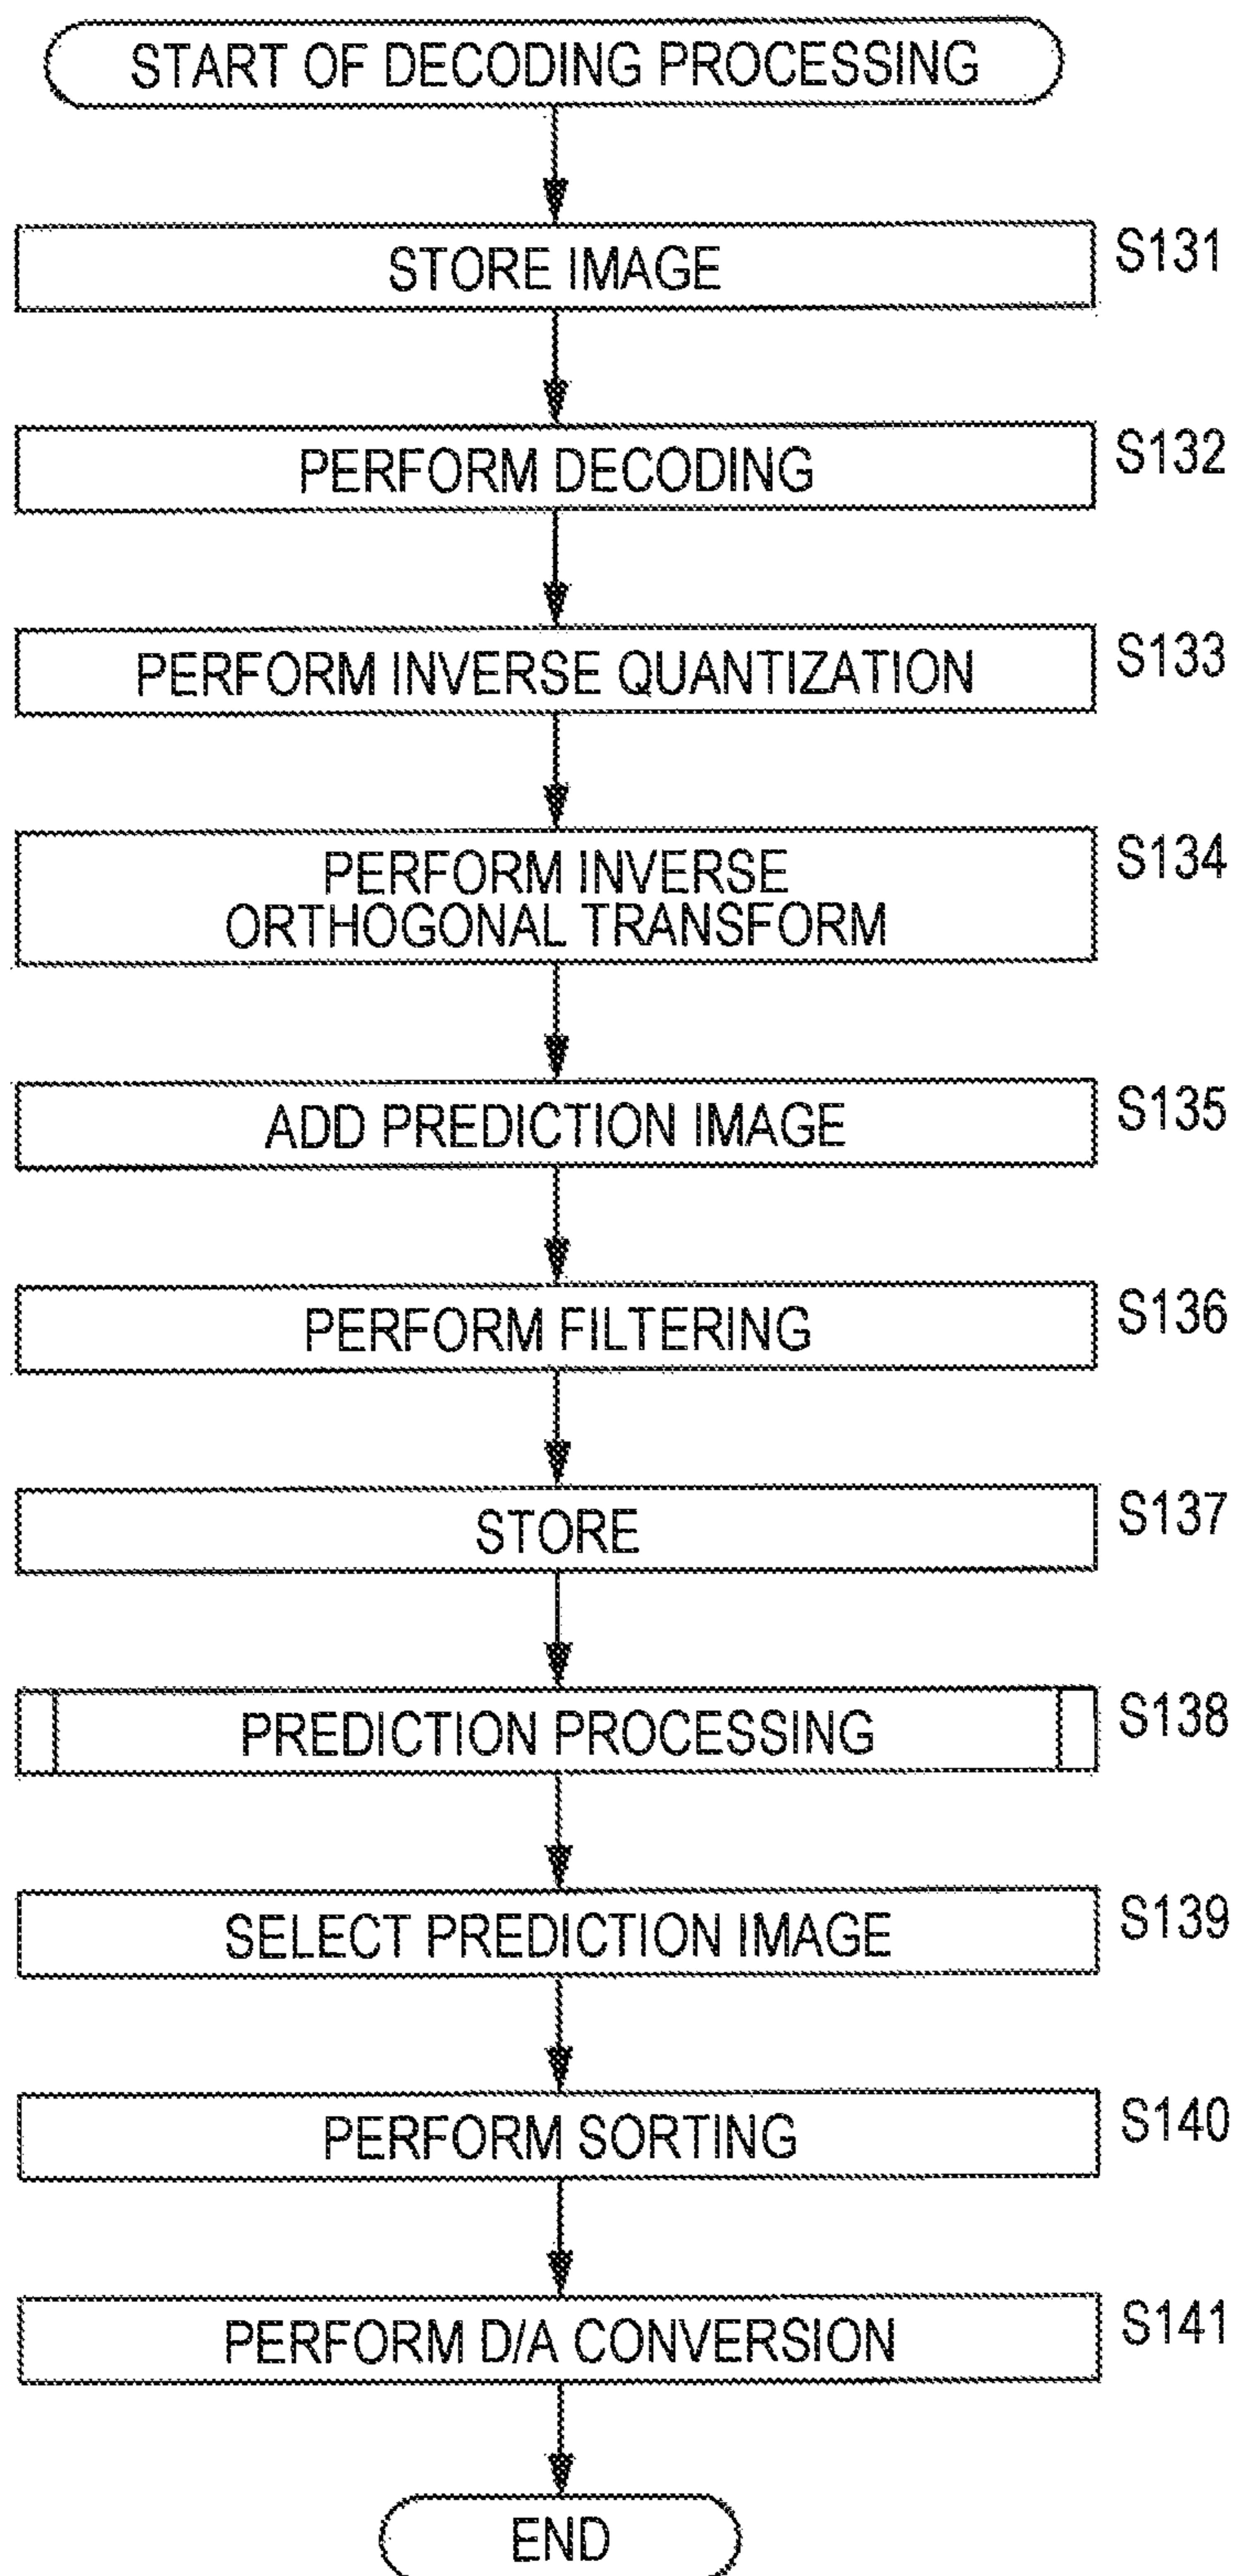 START OF DECODING PROCESSING
STORE IMAGE
S131
PERFORM DECODING
S132
PERFORM INVERSE QUANTIZATION
S133
PERFORM INVERSE
ORTHOGONAL TRANSFORM
S134
ADD PREDICTION IMAGE
S135
PERFORM FILTERING
S136
STORE
S137
PREDICTION PROCESSING
S138
SELECT PREDICTION IMAGE
S139
PERFORM SORTING
S140
PERFORM D/A CONVERSION
S141
END